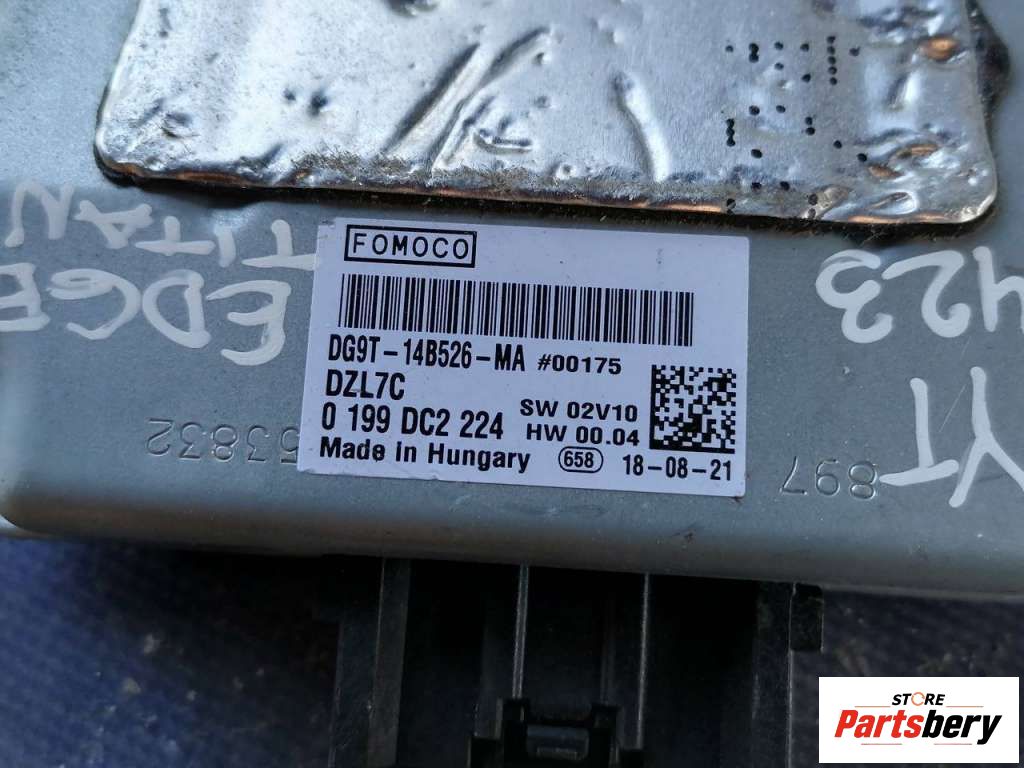 TITAN
EDGE
423
YT
FOMOCO
DG9T-14B526-MA #00175
DZL7C
0 199 DC2 224
SW 02V10
HW 00.04
Made in Hungary 658 18-08-21
53832
897
STORE
Partsbery